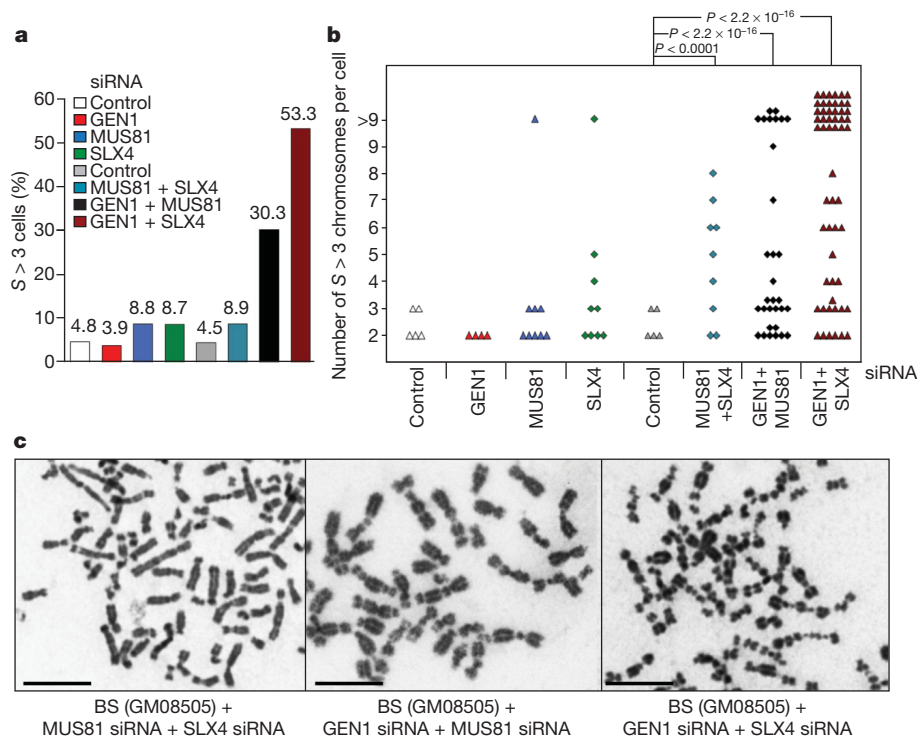 a
siRNA
Control
GEN1
MUS81
SLX4
Control
MUS81 + SLX4
GEN1 + MUS81
GEN1 + SLX4
S > 3 cells (%)
60
50
40
30
20
10
0
4.8
3.9
8.8
8.7
4.5
8.9
30.3
53.3
b
P < 2.2 × 10⁻¹⁶
P < 2.2 × 10⁻¹⁶
P < 0.0001
Number of S > 3 chromosomes per cell
>9
9
8
7
6
5
4
3
2
Control
GEN1
MUS81
SLX4
Control
MUS81
+SLX4
GEN1+
MUS81
GEN1+
SLX4
siRNA
c
BS (GM08505) +
MUS81 siRNA + SLX4 siRNA
BS (GM08505) +
GEN1 siRNA + MUS81 siRNA
BS (GM08505) +
GEN1 siRNA + SLX4 siRNA